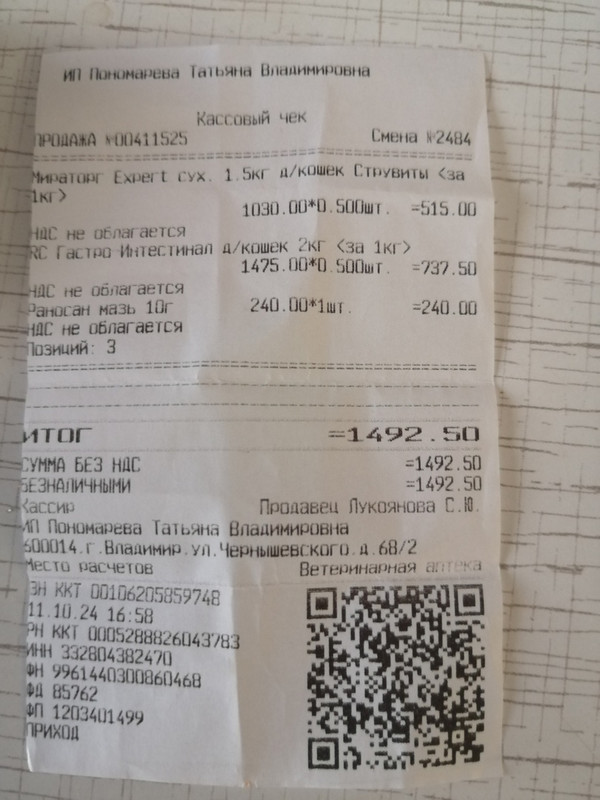 ИП Пономарева Татьяна Владимировна
Кассовый чек
ПРОДАЖА №00411525 Смена №2484
Мираторг Expert сух. 1.5кг д/кошек Струвиты <за
1кг>
1030.00*0.500шт. =515.00
НДС не облагается
RC Гастро Интестинал д/кошек 2кг <за 1кг>
1475.00*0.500шт. =737.50
НДС не облагается
Раносан мазь 10г 240.00*1шт. =240.00
НДС не облагается
Позиций: 3
ИТОГ =1492.50
СУММА БЕЗ НДС =1492.50
БЕЗНАЛИЧНЫМИ =1492.50
Кассир Продавец Лукоянова С.Ю.
ИП Пономарева Татьяна Владимировна
600014.г.Владимир.ул.Чернышевского.д.68/2
Место расчетов Ветеринарная аптека
ЗН ККТ 00106205859748
11.10.24 16:58
РН ККТ 0005288826043783
ИНН 332804382470
ФН 9961440300860468
ФД 85762
ФП 1203401499
ПРИХОД